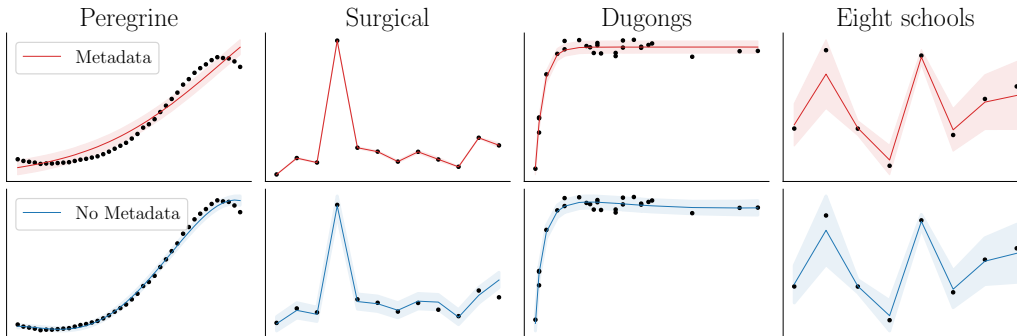 Peregrine
Surgical
Dugongs
Eight schools
Metadata
No Metadata